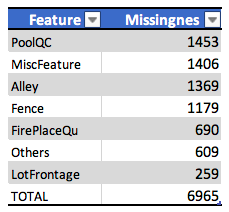 Feature Missingnes
PoolQC 1453
MiscFeature 1406
Alley 1369
Fence 1179
FirePlaceQu 690
Others 609
LotFrontage 259
TOTAL 6965